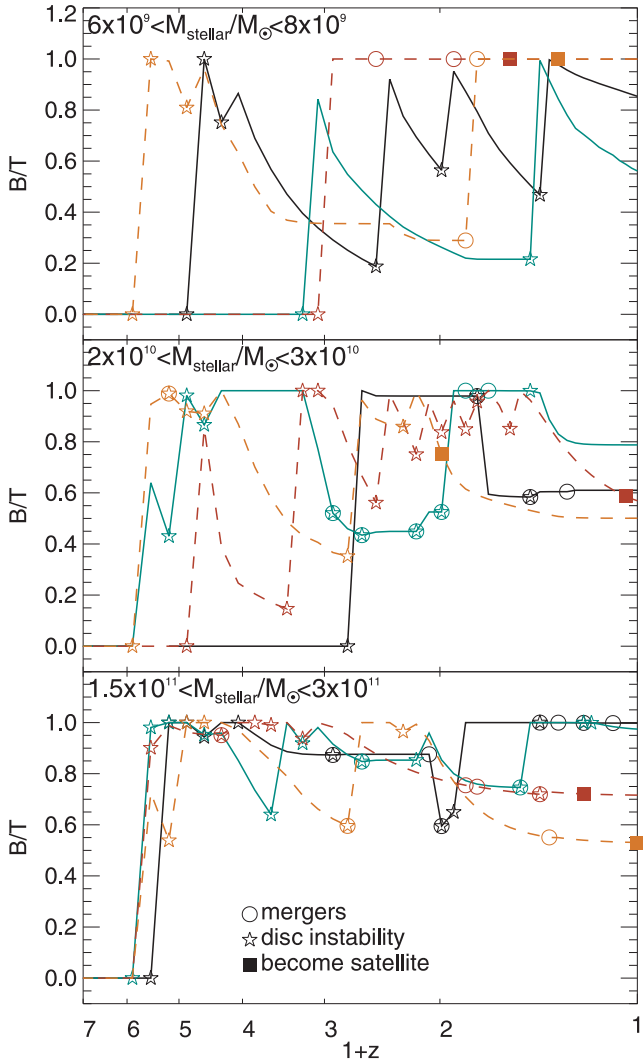 6x10⁹<M_stellar/M_☉<8x10⁹
1.2
1.0
0.8
0.6
0.4
0.2
0.0
B/T
2x10¹⁰<M_stellar/M_☉<3x10¹⁰
1.0
0.8
0.6
0.4
0.2
0.0
B/T
1.5x10¹¹<M_stellar/M_☉<3x10¹¹
1.0
0.8
0.6
0.4
0.2
0.0
B/T
mergers
disc instability
become satellite
7 6 5 4 3 2 1
1+z